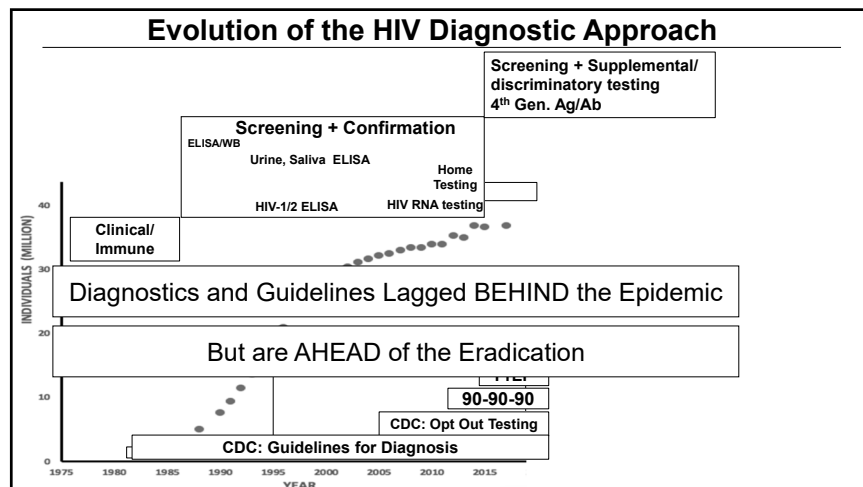 Evolution of the HIV Diagnostic Approach
Screening + Supplemental/
discriminatory testing
4th Gen. Ag/Ab
Screening + Confirmation
ELISA/WB
Urine, Saliva ELISA
Home
Testing
HIV-1/2 ELISA
HIV RNA testing
Clinical/
Immune
INDIVIDUALS (MILLION)
40
30
20
10
0
Diagnostics and Guidelines Lagged BEHIND the Epidemic
But are AHEAD of the Eradication
90-90-90
CDC: Opt Out Testing
CDC: Guidelines for Diagnosis
1975 1980 1985 1990 1995 2000 2005 2010 2015
YEAR